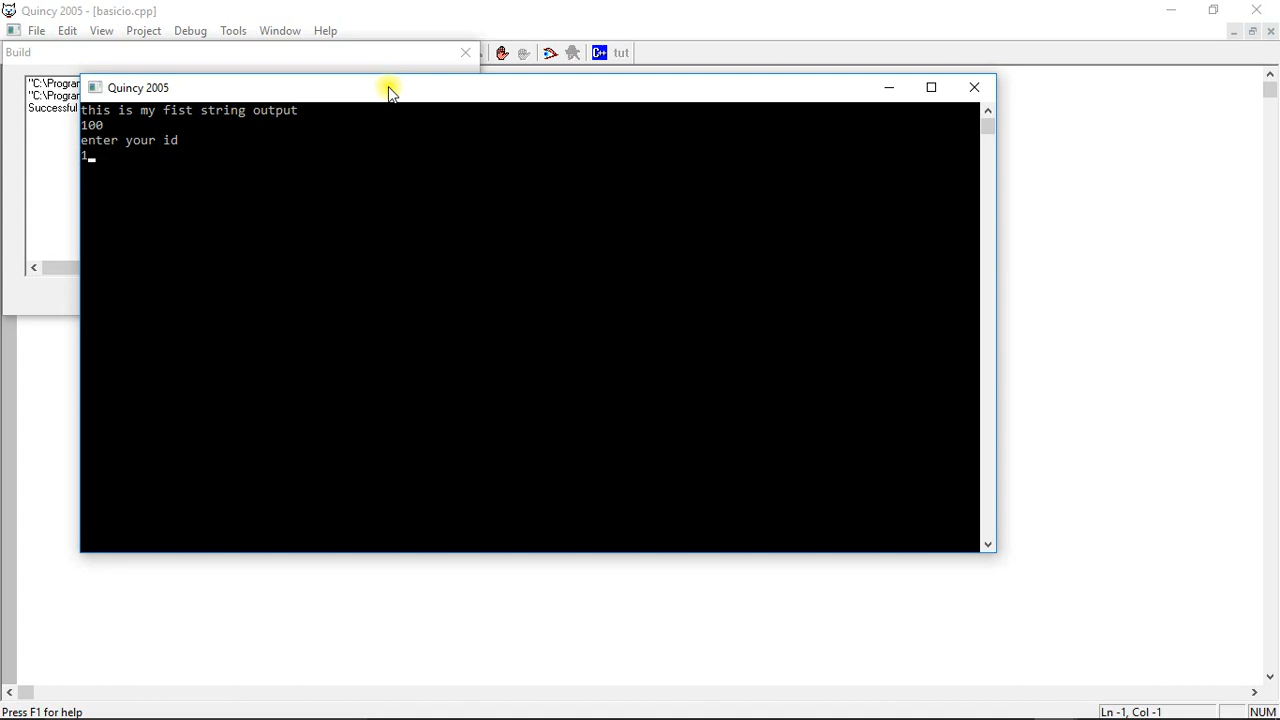 Quincy 2005 - [basicio.cpp]
File Edit View Project Debug Tools Window Help
Build
C++ tut
"C:\Progra
"C:\Progra
Successful
Quincy 2005
this is my fist string output
100
enter your id
1
Press F1 for help
Ln -1, Col -1
NUM